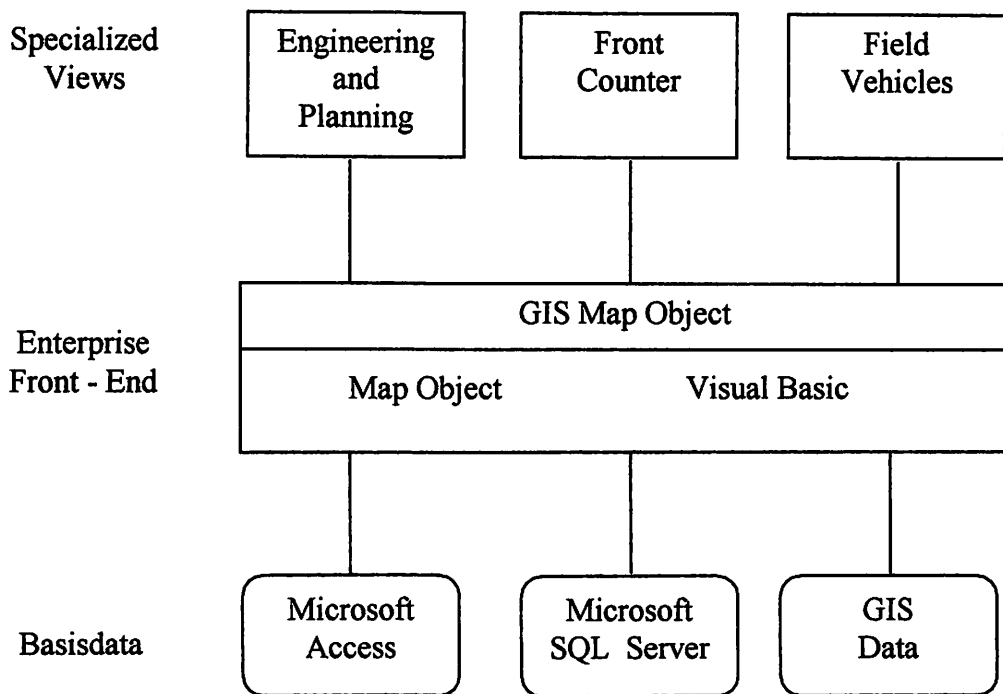 Specialized
Views
Engineering
and
Planning
Front
Counter
Field
Vehicles
Enterprise
Front - End
GIS Map Object
Map Object
Visual Basic
Basisdata
Microsoft
Access
Microsoft
SQL Server
GIS
Data